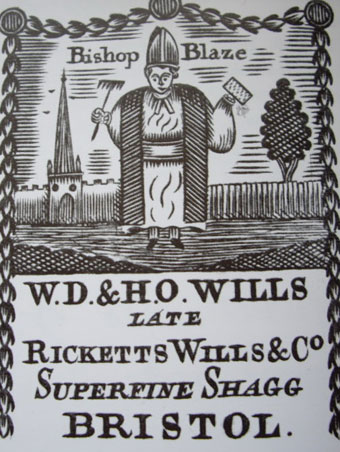 Bishop Blaze
W.D. & H.O. WILLS
LATE
RICKETTS WILLS & Co
SUPERFINE SHAGG
BRISTOL.